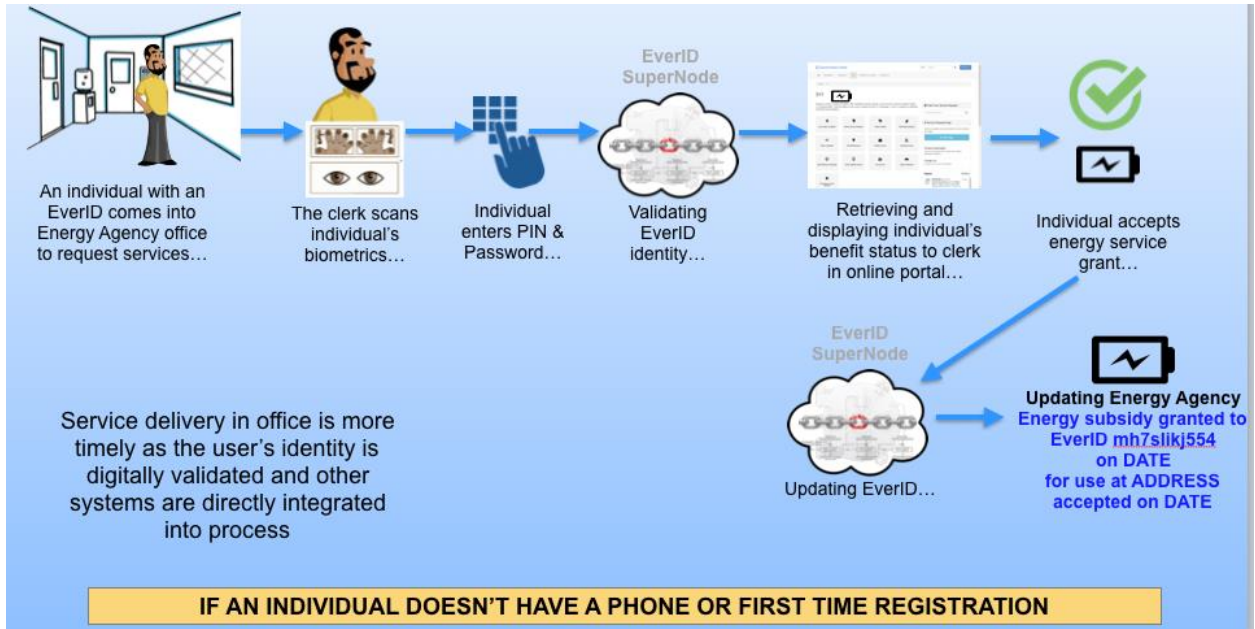 An individual with an
EverID comes into
Energy Agency office
to request services…
The clerk scans
individual's
biometrics…
Individual
enters PIN &
Password…
EverID
SuperNode
Validating
EverID
identity…
Retrieving and
displaying individual's
benefit status to clerk
in online portal…
Individual accepts
energy service
grant…
EverID
SuperNode
Updating EverID…
Updating Energy Agency
Energy subsidy granted to
EverID mh7slikj554
on DATE
for use at ADDRESS
accepted on DATE
Service delivery in office is more
timely as the user's identity is
digitally validated and other
systems are directly integrated
into process
IF AN INDIVIDUAL DOESN'T HAVE A PHONE OR FIRST TIME REGISTRATION